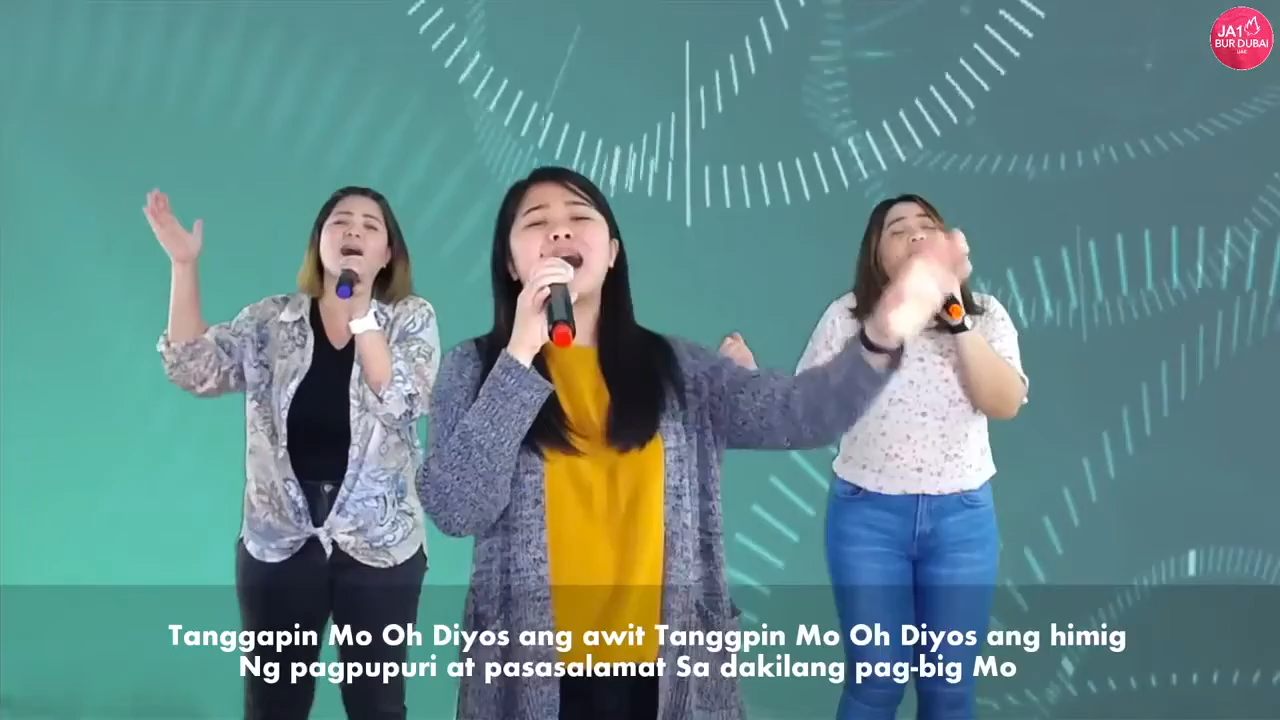 JA1
BUR DUBAI
UAE
Tanggapin Mo Oh Diyos ang awit Tanggpin Mo Oh Diyos ang himig
Ng pagpupuri at pasasalamat Sa dakilang pag-big Mo